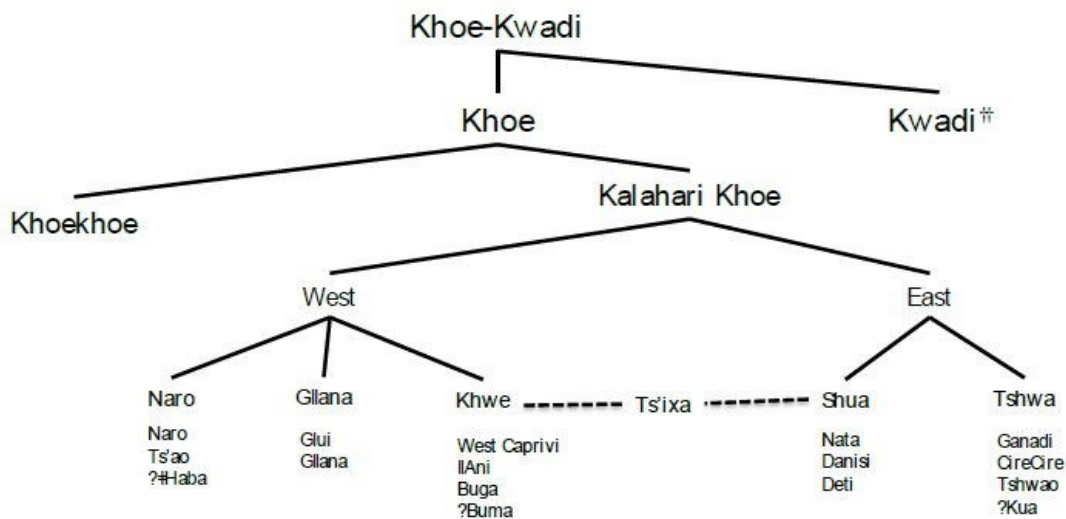 Khoe-Kwadi
Khoe
Kwadi††
Khoekhoe
Kalahari Khoe
West
East
Naro
Naro
Ts'ao
?ǂHaba
Gllana
Glui
Gllana
Khwe
West Caprivi
llAni
Buga
?Buma
Ts'ixa
Shua
Nata
Danisi
Deti
Tshwa
Ganadi
CireCire
Tshwao
?Kua